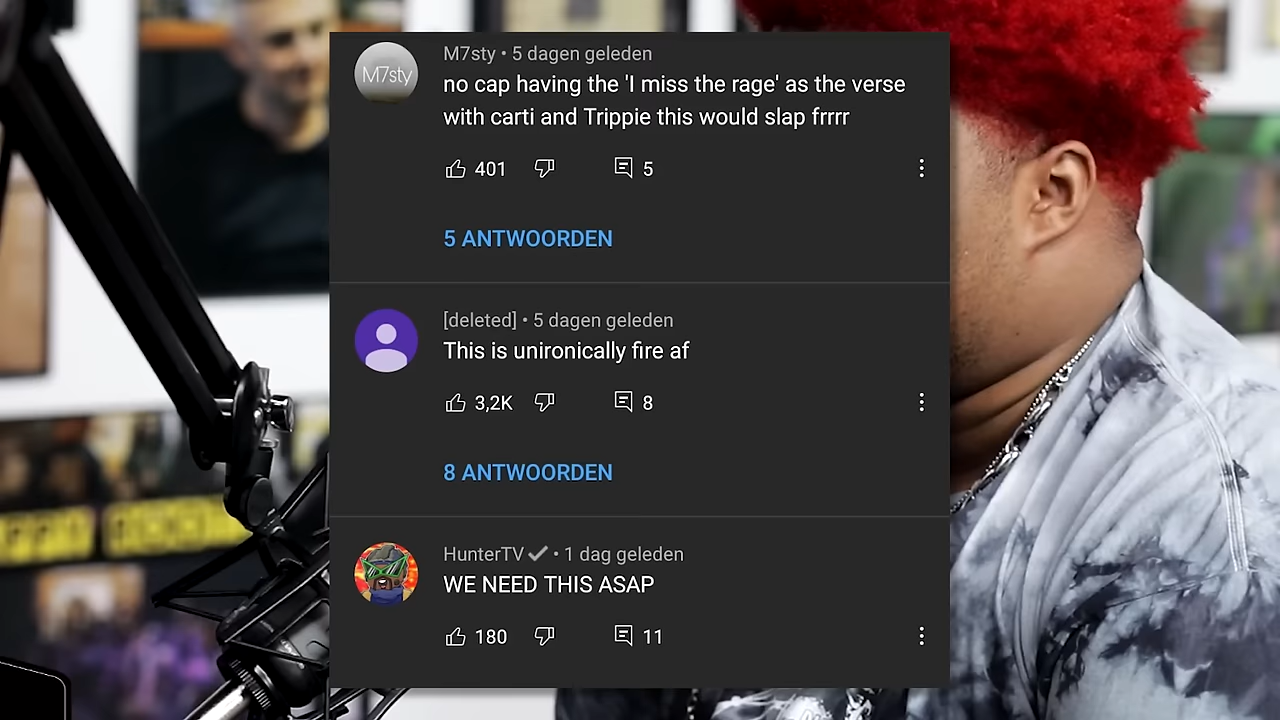 M7sty
M7sty • 5 dagen geleden
no cap having the 'I miss the rage' as the verse
with carti and Trippie this would slap frrrr
401 5
5 ANTWOORDEN
[deleted] • 5 dagen geleden
This is unironically fire af
3,2K 8
8 ANTWOORDEN
HunterTV ✔ • 1 dag geleden
WE NEED THIS ASAP
180 11